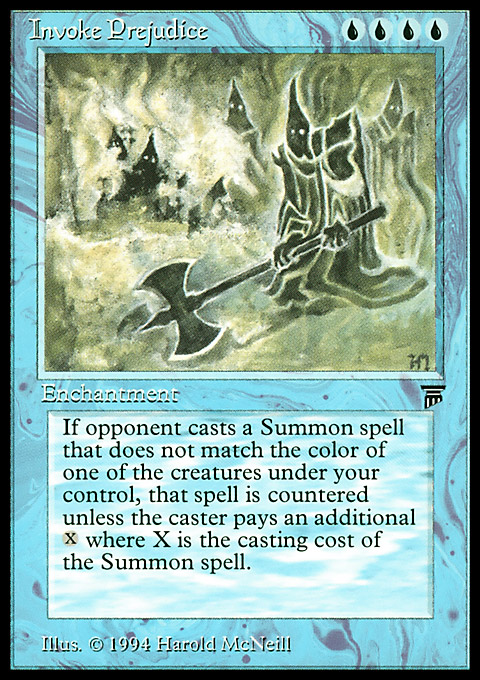 Invoke Prejudice
HM
Enchantment
If opponent casts a Summon spell
that does not match the color of
one of the creatures under your
control, that spell is countered
unless the caster pays an additional
X where X is the casting cost of
the Summon spell.
Illus. © 1994 Harold McNeill